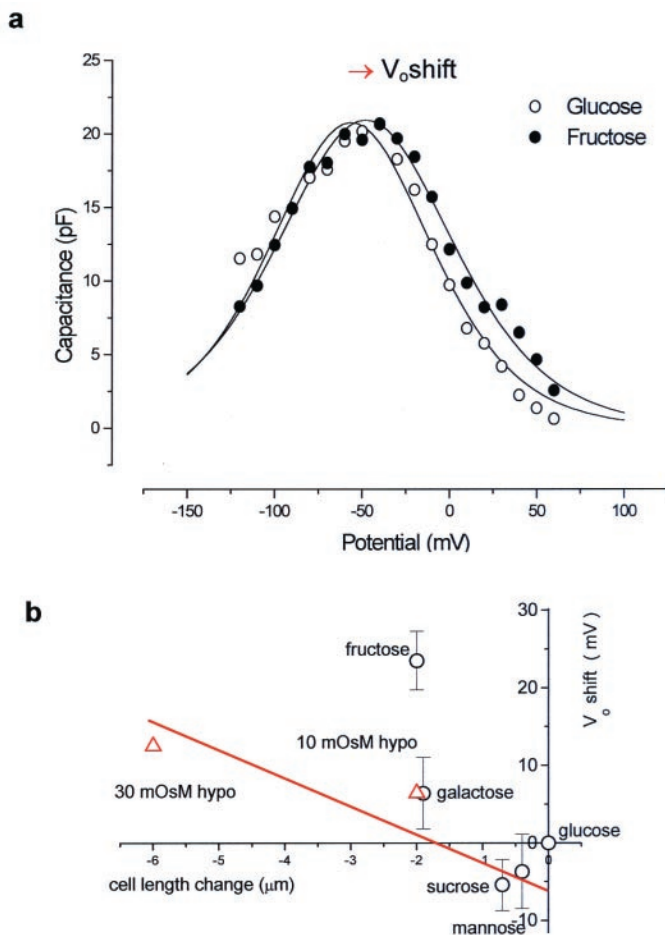 a
→ Vₒshift
Glucose
Fructose
25
20
15
10
5
0
Capacitance (pF)
-150 -100 -50 0 50 100
Potential (mV)
b
30
20
10
0
-10
Vₒ shift (mV)
fructose
10 mOsM hypo
30 mOsM hypo
galactose
glucose
-6 -5 -4 -3 -2 -1 0
cell length change (μm)
sucrose
mannose